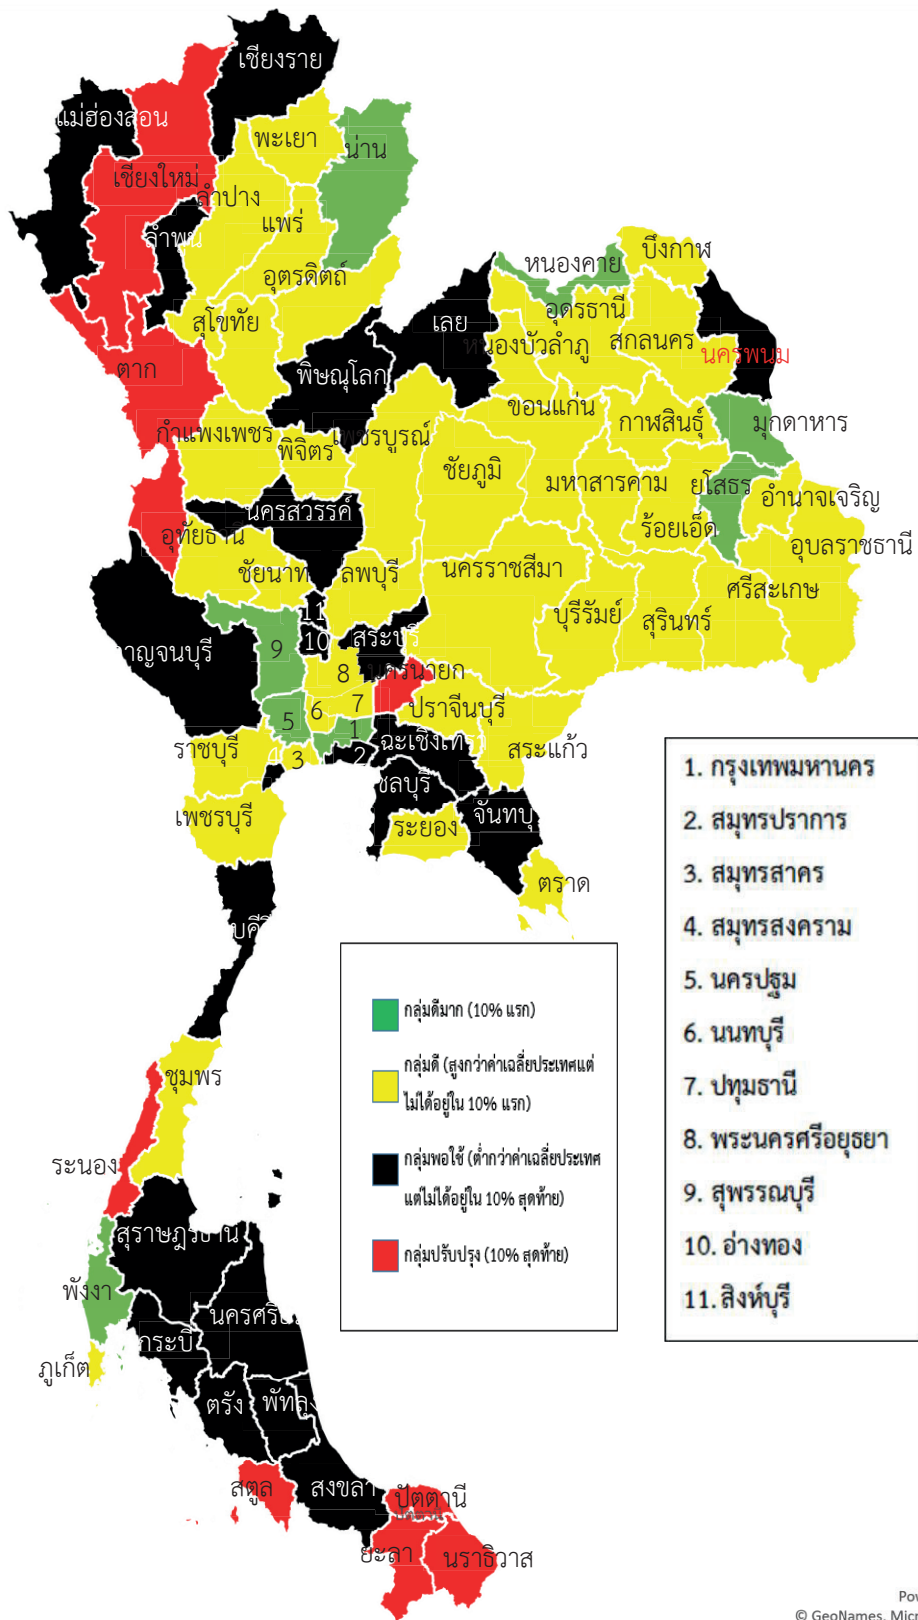 เชียงราย
แม่ฮ่องสอน
พะเยา
น่าน
เชียงใหม่
ลำปาง
แพร่
ลำพูน
อุตรดิตถ์
บึงกาฬ
หนองคาย
อุดรธานี
เลย
สุโขทัย
หนองบัวลำภู
สกลนคร
นครพนม
ตาก
พิษณุโลก
ขอนแก่น
กาฬสินธุ์
มุกดาหาร
กำแพงเพชร
พิจิตร
เพชรบูรณ์
ชัยภูมิ
มหาสารคาม
ยโสธร
อำนาจเจริญ
นครสวรรค์
ร้อยเอ็ด
อุทัยธานี
อุบลราชธานี
ชัยนาท
ลพบุรี
นครราชสีมา
ศรีสะเกษ
บุรีรัมย์
สุรินทร์
11
10
สระบุรี
กาญจนบุรี
9
8
นครนายก
7
6
ปราจีนบุรี
5
1
ฉะเชิงเทรา
สระแก้ว
ราชบุรี
4
3
2
ชลบุรี
เพชรบุรี
ระยอง
จันทบุ
ตราด
บคีรี
ชุมพร
ระนอง
สุราษฎร์ธานี
พังงา
นครศรีธ
กระบี่
ภูเก็ต
ตรัง
พัทลุง
สตูล
สงขลา
ปัตตานี
ยะลา
นราธิวาส
กลุ่มดีมาก (10% แรก)
กลุ่มดี (สูงกว่าค่าเฉลี่ยประเทศแต่
ไม่ได้อยู่ใน 10% แรก)
กลุ่มพอใช้ (ต่ำกว่าค่าเฉลี่ยประเทศ
แต่ไม่ได้อยู่ใน 10% สุดท้าย)
กลุ่มปรับปรุง (10% สุดท้าย)
1. กรุงเทพมหานคร
2. สมุทรปราการ
3. สมุทรสาคร
4. สมุทรสงคราม
5. นครปฐม
6. นนทบุรี
7. ปทุมธานี
8. พระนครศรีอยุธยา
9. สุพรรณบุรี
10. อ่างทอง
11. สิงห์บุรี
Pov
© GeoNames, Micr